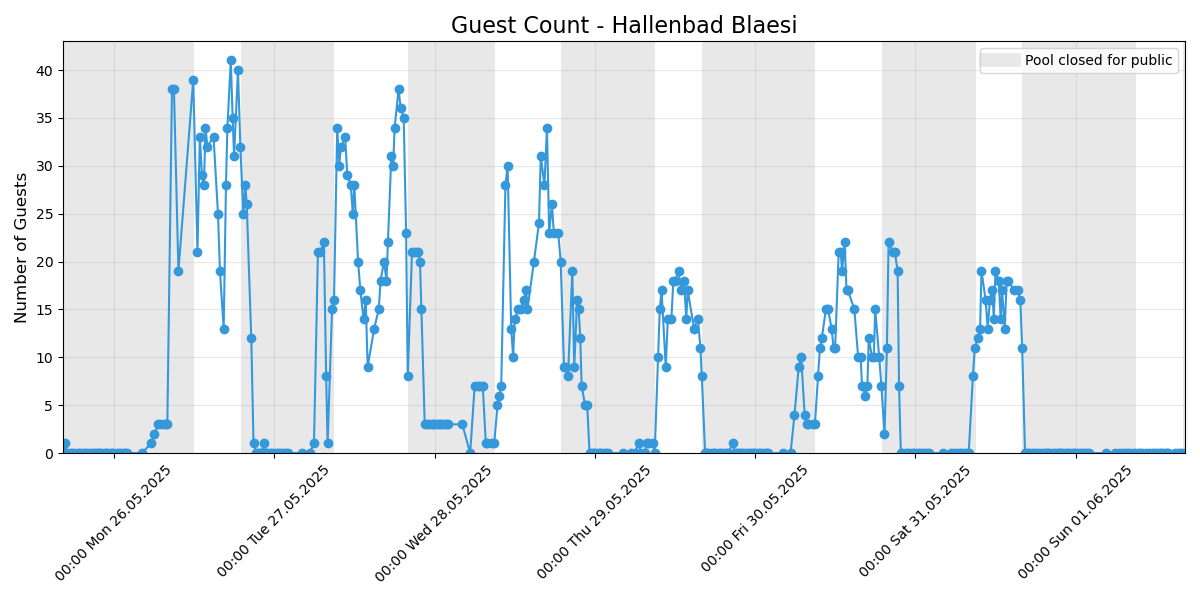 Guest Count - Hallenbad Blaesi
Pool closed for public
Number of Guests
40
35
30
25
20
15
10
5
0
00:00 Mon 26.05.2025
00:00 Tue 27.05.2025
00:00 Wed 28.05.2025
00:00 Thu 29.05.2025
00:00 Fri 30.05.2025
00:00 Sat 31.05.2025
00:00 Sun 01.06.2025